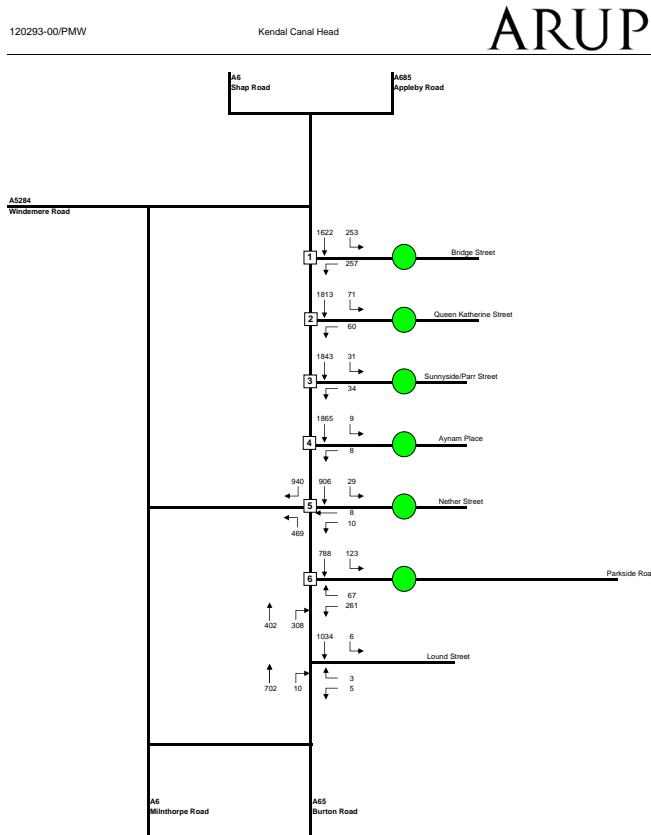 120293-00/PMW
Kendal Canal Head
ARUP
A6
Shap Road
A685
Appleby Road
A5284
Windemere Road
1622 253
1 Bridge Street
257
1813 71
2 Queen Katherine Street
60
1843 31
3 Sunnyside/Parr Street
34
1865 9
4 Aynam Place
8
940 906 29
5 Nether Street
8
10
469
788 123
6 Parkside Roa
67
261
402 308
1034 6
Lound Street
3
702 10 5
A6
Milnthorpe Road
A65
Burton Road